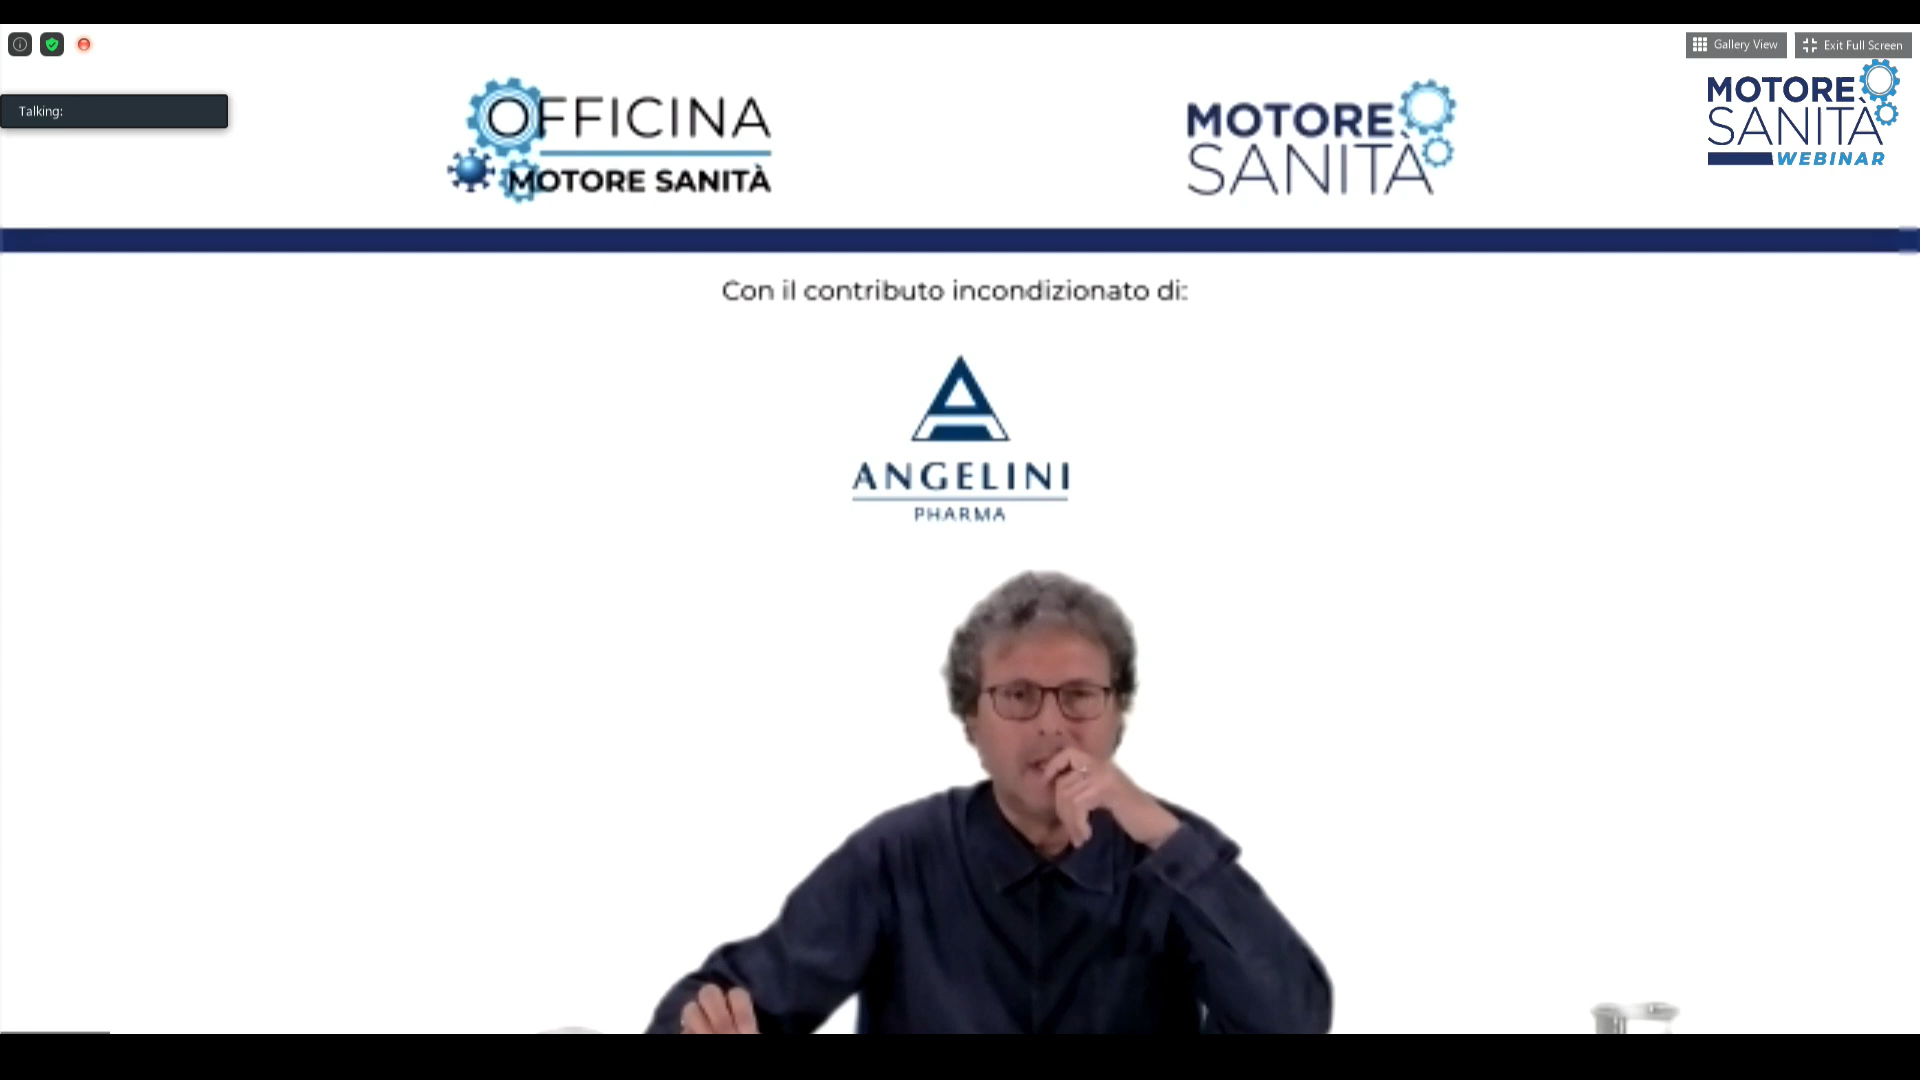 Gallery View
Exit Full Screen
Talking:
OFFICINA
MOTORE SANITÀ
MOTORE
SANITÀ
MOTORE
SANITÀ
WEBINAR
Con il contributo incondizionato di:
ANGELINI
PHARMA